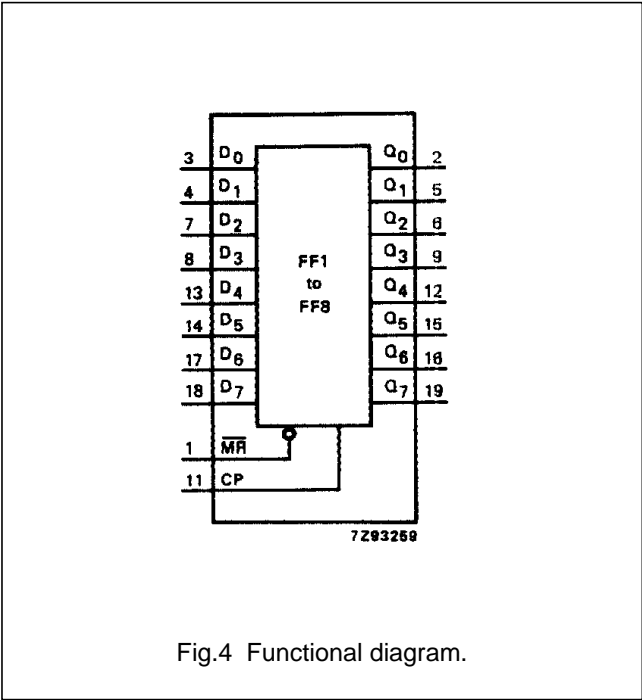 3 D0 Q0 2
4 D1 Q1 5
7 D2 Q2 6
8 D3 Q3 9
FF1
to
FF8
13 D4 Q4 12
14 D5 Q5 15
17 D6 Q6 16
18 D7 Q7 19
1 MR
11 CP
7Z93259
Fig.4 Functional diagram.